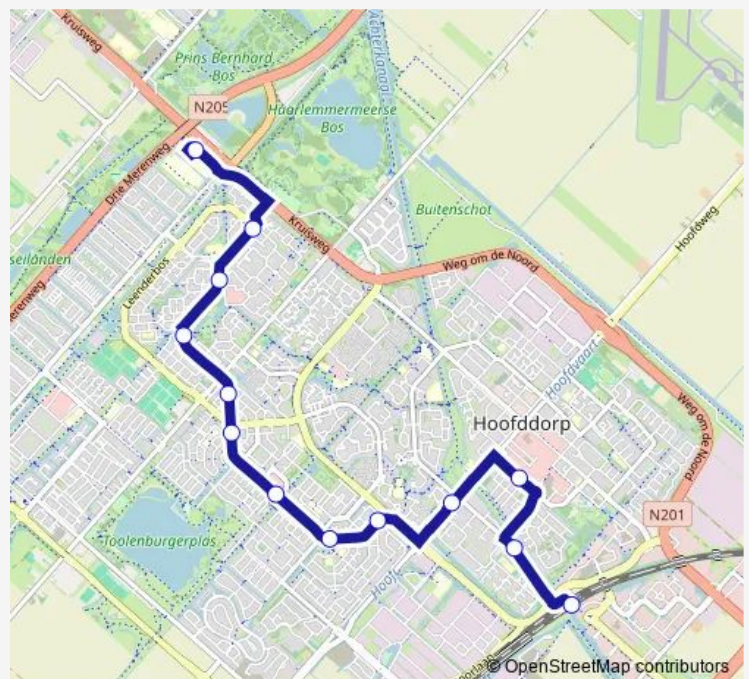 Kruisweg
Prins Bernhard
Bos
Achterkanaal
N205
Haarlemmermeerse
Bos
Drie Merenweg
Buitenschot
Hoofdweg
Kruisweg
Weg om de Noord
Leenderbos
Hoofdvaart
Weg om de Noord
Hoofddorp
N201
Toolenburgerplas
© OpenStreetMap contributors